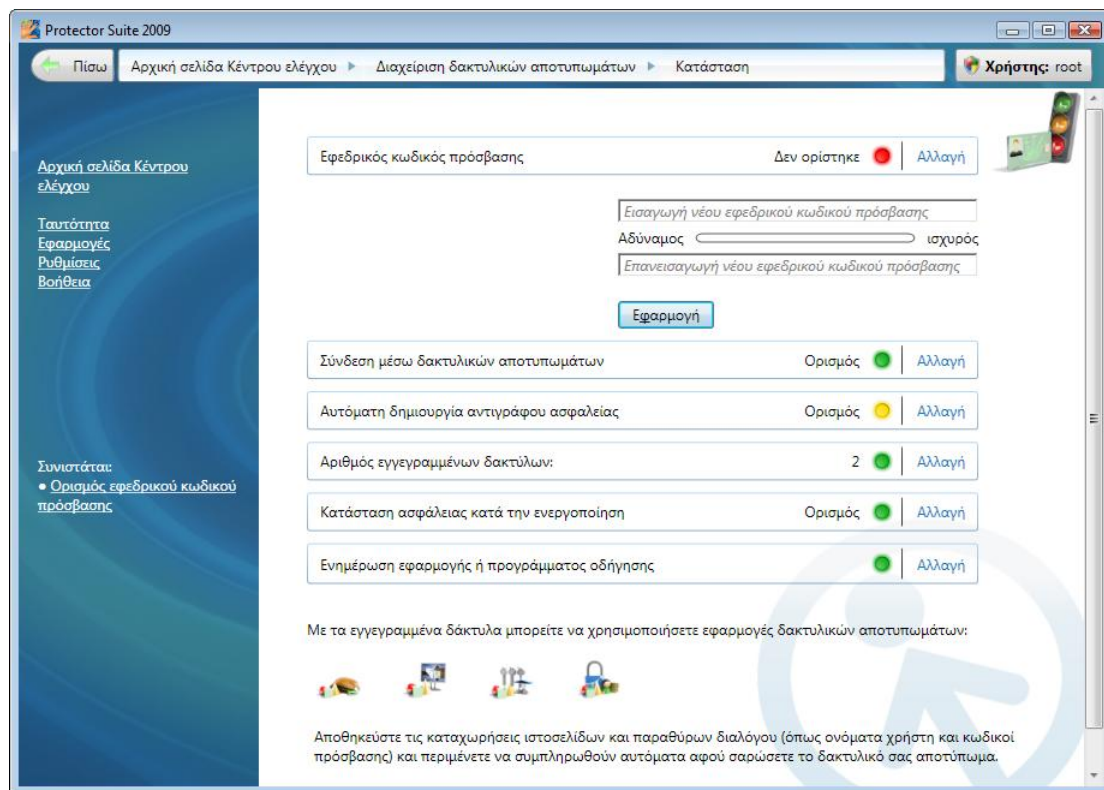 Protector Suite 2009
Πίσω
Αρχική σελίδα Κέντρου ελέγχου
Διαχείριση δακτυλικών αποτυπωμάτων
Κατάσταση
Χρήστης: root
Αρχική σελίδα Κέντρου
ελέγχου
Ταυτότητα
Εφαρμογές
Ρυθμίσεις
Βοήθεια
Συνιστάται:
• Ορισμός εφεδρικού κωδικού
πρόσβασης
Εφεδρικός κωδικός πρόσβασης Δεν ορίστηκε Αλλαγή
Εισαγωγή νέου εφεδρικού κωδικού πρόσβασης
Αδύναμος ισχυρός
Επανεισαγωγή νέου εφεδρικού κωδικού πρόσβασης
Εφαρμογή
Σύνδεση μέσω δακτυλικών αποτυπωμάτων Ορισμός Αλλαγή
Αυτόματη δημιουργία αντιγράφου ασφαλείας Ορισμός Αλλαγή
Αριθμός εγγεγραμμένων δακτύλων: 2 Αλλαγή
Κατάσταση ασφάλειας κατά την ενεργοποίηση Ορισμός Αλλαγή
Ενημέρωση εφαρμογής ή προγράμματος οδήγησης Αλλαγή
Με τα εγγεγραμμένα δάκτυλα μπορείτε να χρησιμοποιήσετε εφαρμογές δακτυλικών αποτυπωμάτων:
Αποθηκεύστε τις καταχωρήσεις ιστοσελίδων και παραθύρων διαλόγου (όπως ονόματα χρήστη και κωδικοί
πρόσβασης) και περιμένετε να συμπληρωθούν αυτόματα αφού σαρώσετε το δακτυλικό σας αποτύπωμα.